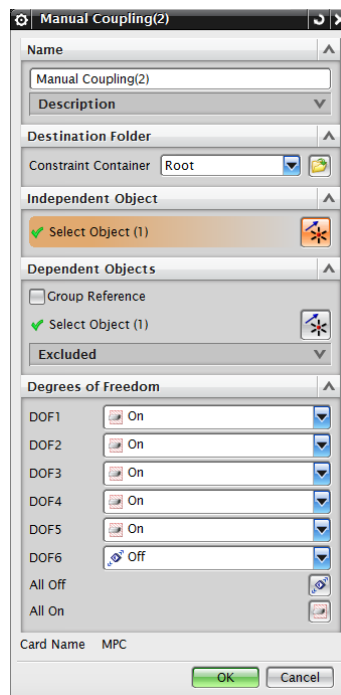 Manual Coupling(2)
Name
Manual Coupling(2)
Description
Destination Folder
Constraint Container Root
Independent Object
Select Object (1)
Dependent Objects
Group Reference
Select Object (1)
Excluded
Degrees of Freedom
DOF1 On
DOF2 On
DOF3 On
DOF4 On
DOF5 On
DOF6 Off
All Off
All On
Card Name MPC
OK Cancel